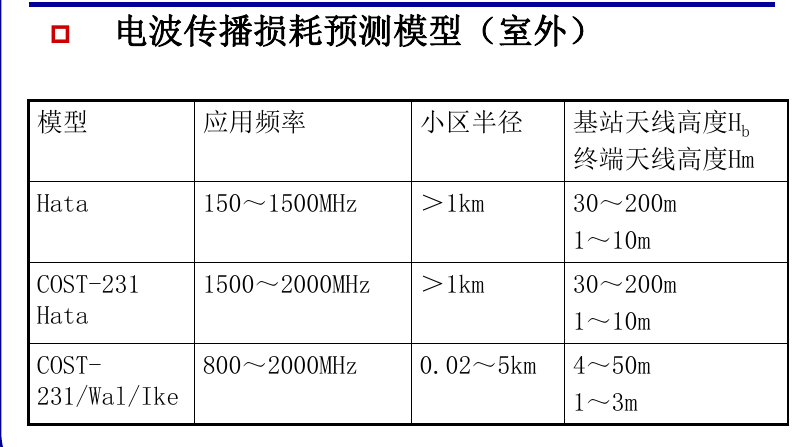 电波传播损耗预测模型（室外）
模型 应用频率 小区半径 基站天线高度Hb
终端天线高度Hm
Hata 150～1500MHz ＞1km 30～200m
1～10m
COST-231 1500～2000MHz ＞1km 30～200m
Hata 1～10m
COST- 800～2000MHz 0.02～5km 4～50m
231/Wal/Ike 1～3m